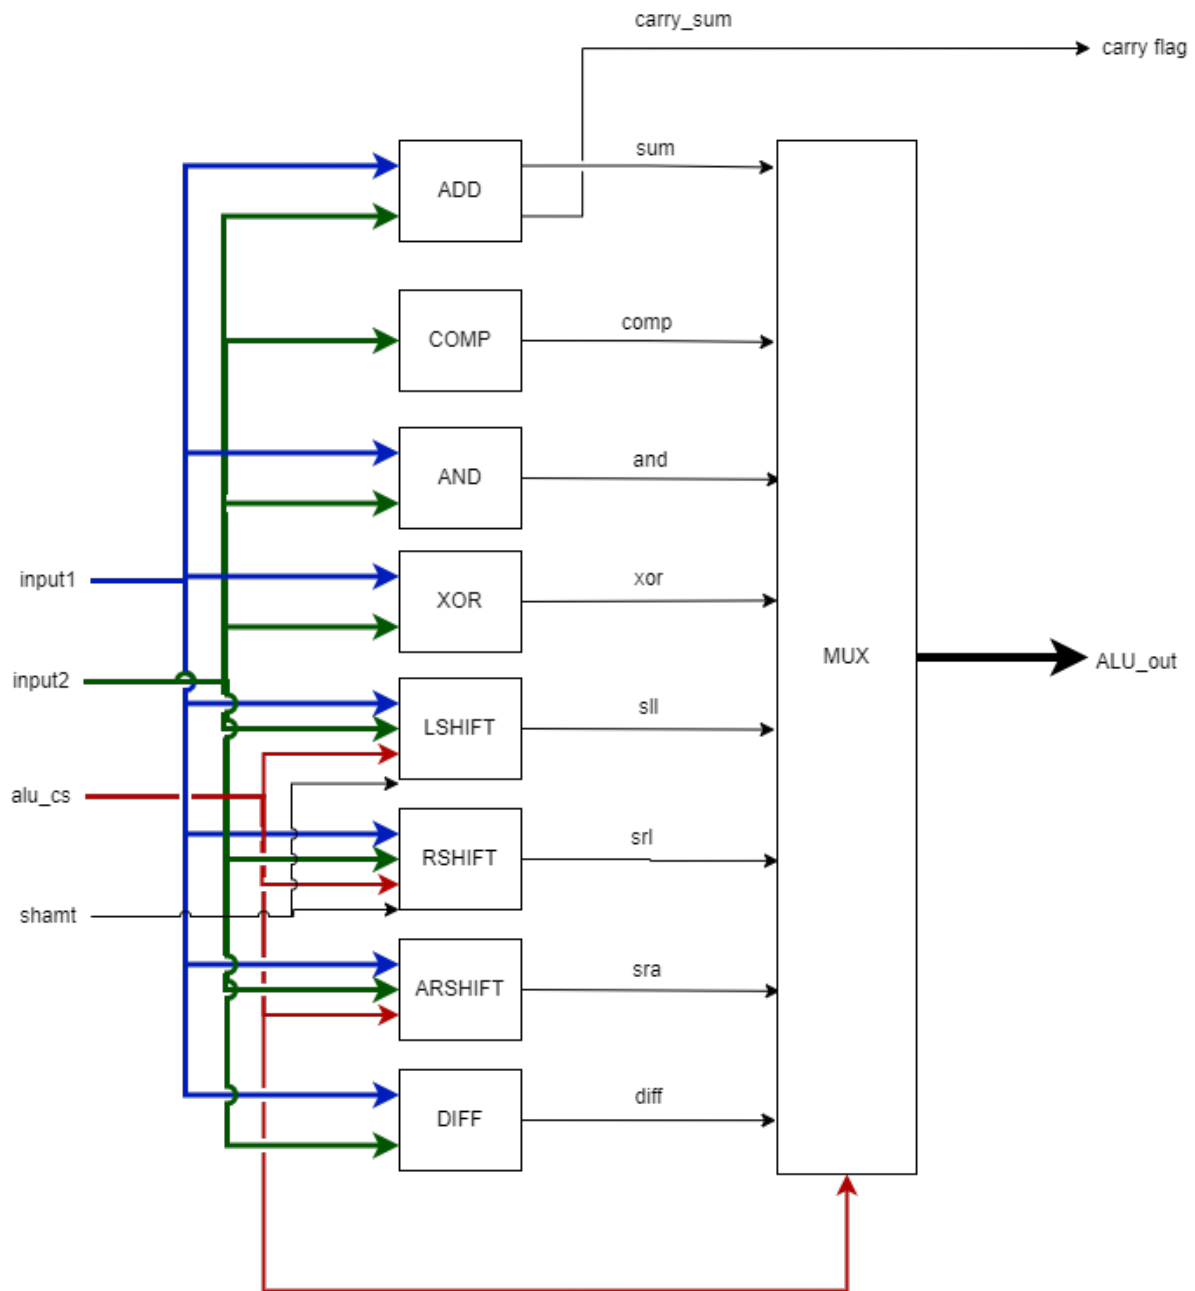 carry_sum
carry flag
sum
ADD
comp
COMP
and
AND
input1
xor
XOR
MUX
ALU_out
input2
sll
LSHIFT
alu_cs
srl
RSHIFT
shamt
sra
ARSHIFT
diff
DIFF